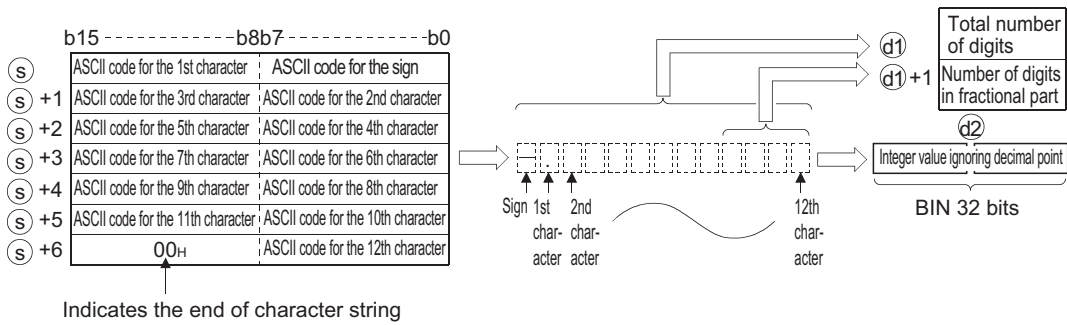 b15 ------------ b8 b7 ------------ b0
ⓢ ASCII code for the 1st character ASCII code for the sign
ⓢ +1 ASCII code for the 3rd character ASCII code for the 2nd character
ⓢ +2 ASCII code for the 5th character ASCII code for the 4th character
ⓢ +3 ASCII code for the 7th character ASCII code for the 6th character
ⓢ +4 ASCII code for the 9th character ASCII code for the 8th character
ⓢ +5 ASCII code for the 11th character ASCII code for the 10th character
ⓢ +6 00H ASCII code for the 12th character
Indicates the end of character string
— .
Sign 1st 2nd 12th
char- char- char-
acter acter acter
d1 Total number
of digits
d1 +1 Number of digits
in fractional part
d2
Integer value ignoring decimal point
BIN 32 bits